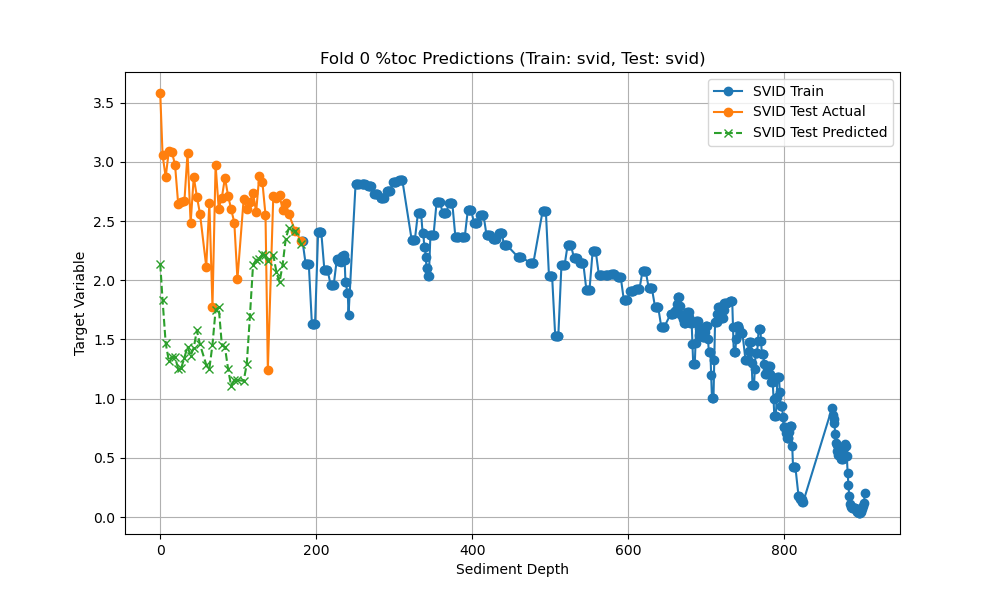 Fold 0 %toc Predictions (Train: svid, Test: svid)
SVID Train
SVID Test Actual
SVID Test Predicted
Target Variable
3.5
3.0
2.5
2.0
1.5
1.0
0.5
0.0
0
200
400
600
800
Sediment Depth